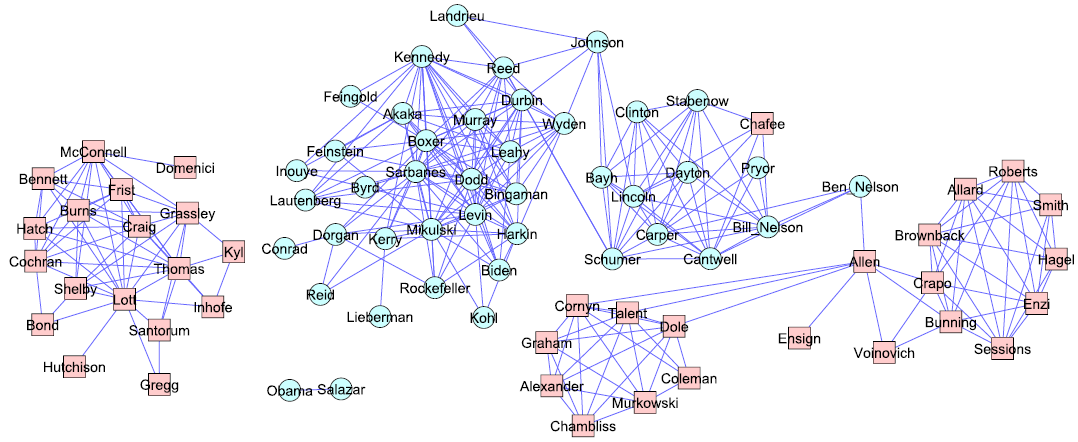 Landrieu
Johnson
Kennedy
Reed
Feingold
Durbin
Akaka
Murray
Wyden
Clinton
Stabenow
Chafee
Boxer
McConnell
Domenici
Feinstein
Leahy
Inouye
Byrd
Sarbanes
Dodd
Bingaman
Bayh
Dayton
Pryor
Roberts
Bennett
Frist
Lautenberg
Lincoln
Ben_Nelson
Allard
Smith
Burns
Grassley
Levin
Hatch
Craig
Conrad
Dorgan
Kerry
Mikulski
Harkin
Carper
Bill_Nelson
Brownback
Kyl
Cochran
Thomas
Biden
Schumer
Cantwell
Allen
Hagel
Shelby
Lott
Inhofe
Reid
Rockefeller
Crapo
Enzi
Bond
Santorum
Lieberman
Kohl
Cornyn
Talent
Dole
Bunning
Ensign
Voinovich
Sessions
Graham
Hutchison
Gregg
Obama
Salazar
Alexander
Coleman
Murkowski
Chambliss